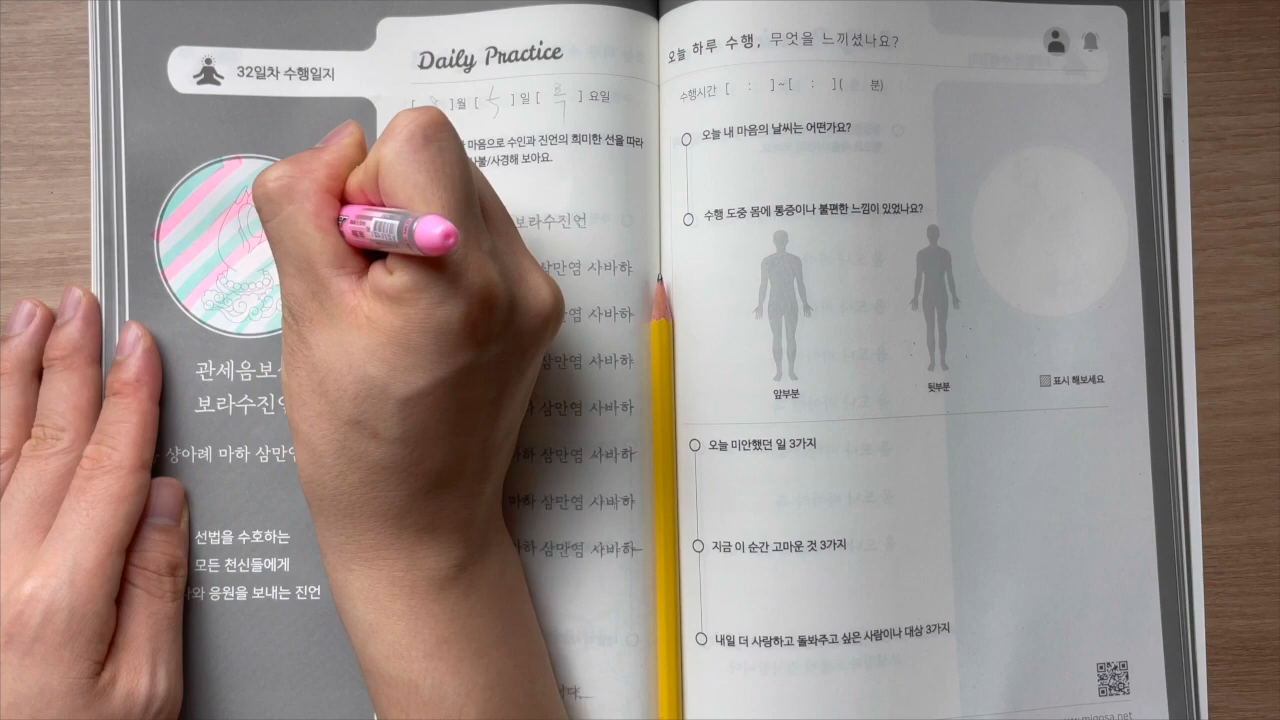 32일차 수행일지
관세음보
보라수진언
샹아례 마하 삼만
선법을 수호하는
모든 천신들에게
응원을 보내는 진언
Daily Practice
[ ]월 [ 15 ]일 [ ] 요일
마음으로 수인과 진언의 희미한 선을 따라
사경해 보아요.
보라수진언
삼만염 사바하
삼만염 사바하
삼만염 사바하
삼만염 사바하
마하 삼만염 사바하
마하 삼만염 사바하
마하 삼만염 사바하
오늘 하루 수행, 무엇을 느끼셨나요?
수행시간 [ : ]~[ : ]( 분)
오늘 내 마음의 날씨는 어떤가요?
수행 도중 몸에 통증이나 불편한 느낌이 있었나요?
앞부분
뒷부분
표시 해보세요
오늘 미안했던 일 3가지
지금 이 순간 고마운 것 3가지
내일 더 사랑하고 돌봐주고 싶은 사람이나 대상 3가지